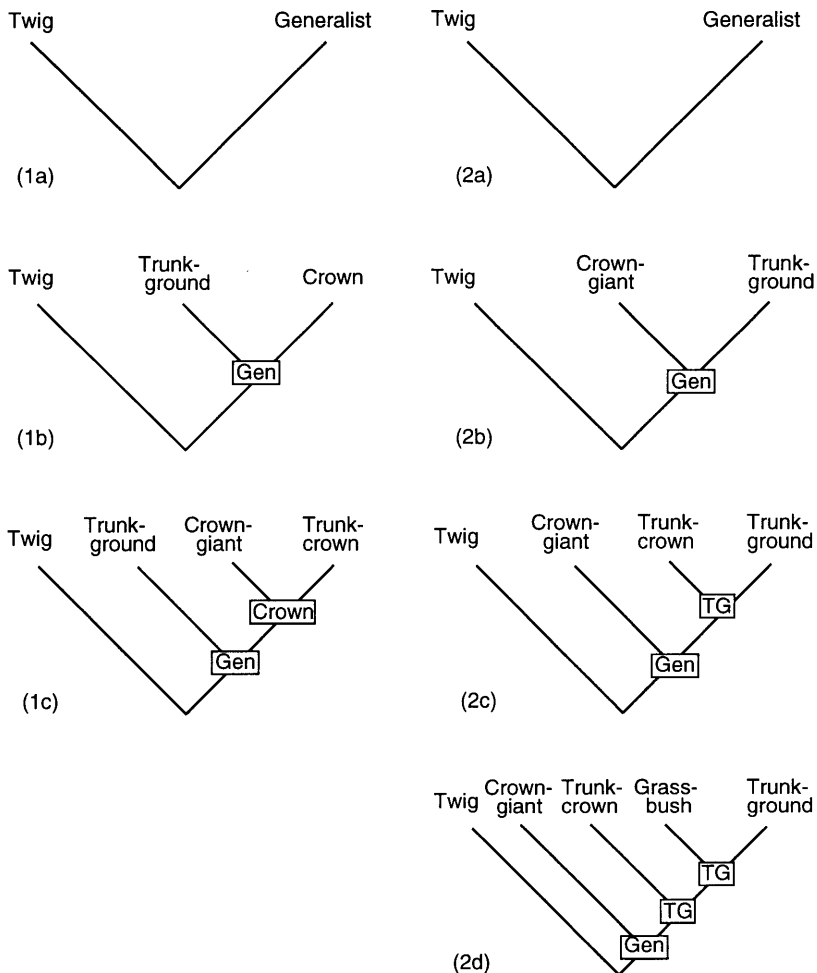 Twig Generalist
(1a)
Twig Generalist
(2a)
Twig Trunk-
ground Crown
Gen
(1b)
Twig Crown-
giant Trunk-
ground
Gen
(2b)
Twig Trunk-
ground Crown-
giant Trunk-
crown
Crown
Gen
(1c)
Twig Crown-
giant Trunk-
crown Trunk-
ground
TG
Gen
(2c)
Twig Crown-
giant Trunk-
crown Grass-
bush Trunk-
ground
TG
TG
Gen
(2d)